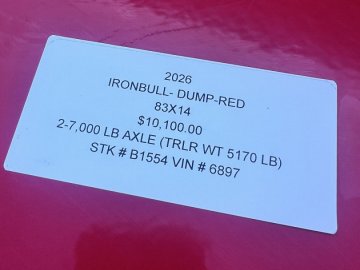 2026
IRONBULL- DUMP-RED
83X14
$10,100.00
2-7,000 LB AXLE (TRLR WT 5170 LB)
STK # B1554 VIN # 6897